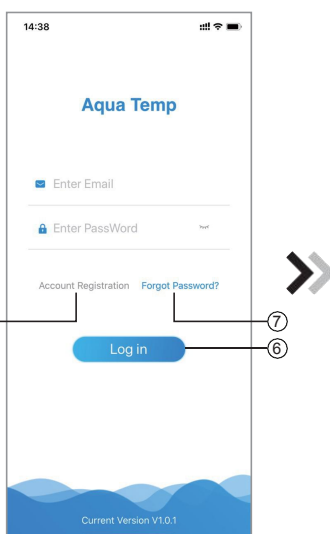 14:38
Aqua Temp
Enter Email
Enter PassWord
Account Registration Forgot Password?
⑦
Log in ⑥
Current Version V1.0.1